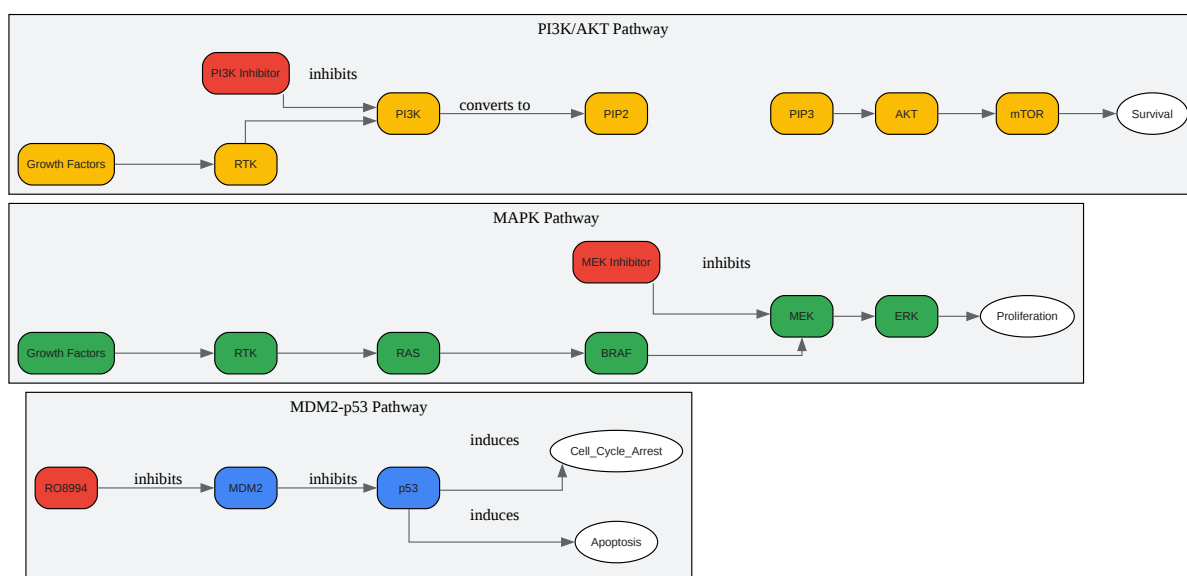 PI3K/AKT Pathway
PI3K Inhibitor
inhibits
PI3K
converts to
PIP2
PIP3
AKT
mTOR
Survival
Growth Factors
RTK
MAPK Pathway
MEK Inhibitor
inhibits
MEK
ERK
Proliferation
Growth Factors
RTK
RAS
BRAF
MDM2-p53 Pathway
induces
Cell_Cycle_Arrest
RO8994
inhibits
MDM2
inhibits
p53
induces
Apoptosis